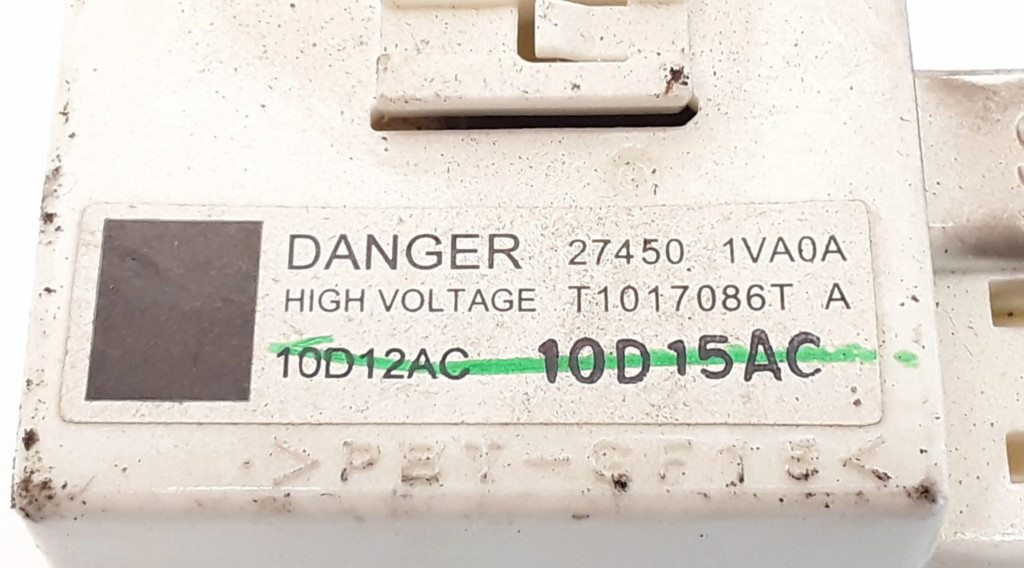 DANGER 27450 1VA0A
HIGH VOLTAGE T1017086T A
10D12AC 10D15AC
>PBT-GF15<